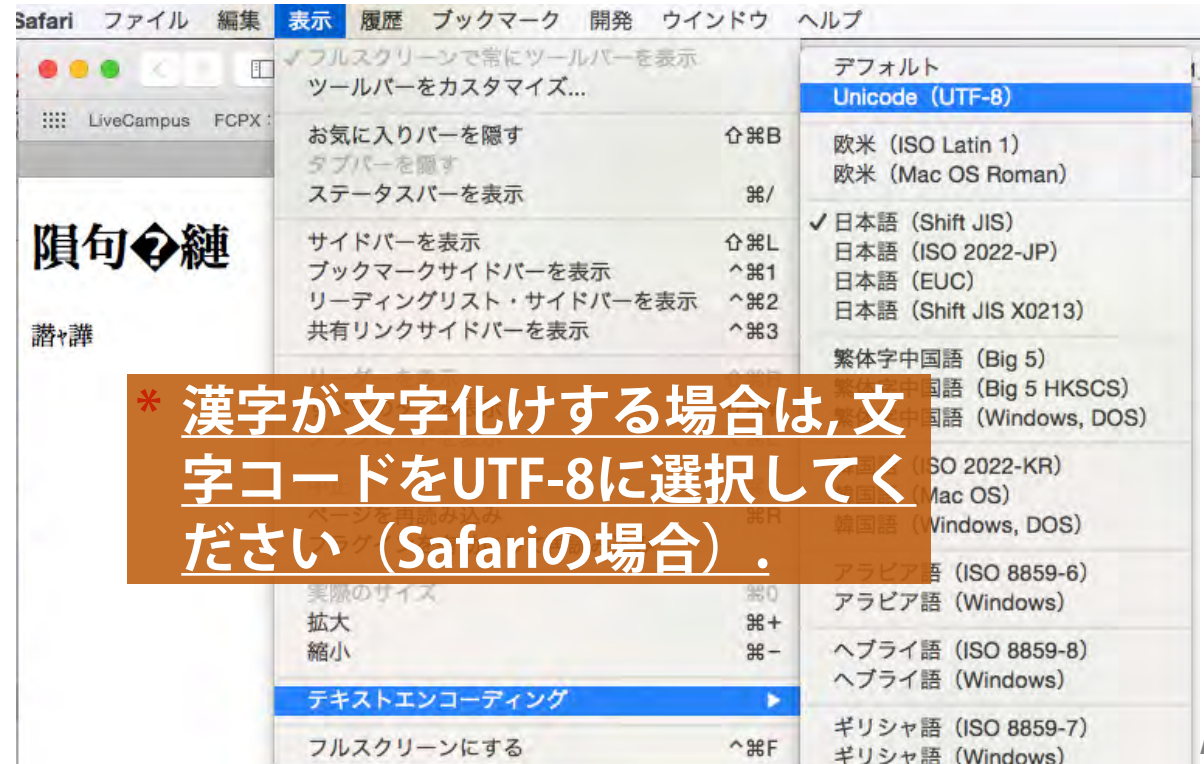 Safari ファイル 編集 表示 履歴 ブックマーク 開発 ウインドウ ヘルプ
LiveCampus FCPX
隕句�縺
譛ャ譁
✓フルスクリーンで常にツールバーを表示
ツールバーをカスタマイズ...
お気に入りバーを隠す ⇧⌘B
タブバーを隠す
ステータスバーを表示 ⌘/
サイドバーを表示 ⇧⌘L
ブックマークサイドバーを表示 ^⌘1
リーディングリスト・サイドバーを表示 ^⌘2
共有リンクサイドバーを表示 ^⌘3
* 漢字が文字化けする場合は, 文
字コードをUTF-8に選択してく
ださい（Safariの場合）.
ページを再読み込み ⌘R
実際のサイズ ⌘0
拡大 ⌘+
縮小 ⌘-
テキストエンコーディング ▶
フルスクリーンにする ^⌘F
デフォルト
Unicode（UTF-8）
欧米（ISO Latin 1）
欧米（Mac OS Roman）
✓日本語（Shift JIS）
日本語（ISO 2022-JP）
日本語（EUC）
日本語（Shift JIS X0213）
繁体字中国語（Big 5）
繁体字中国語（Big 5 HKSCS）
繁体字中国語（Windows, DOS）
韓国語（ISO 2022-KR）
韓国語（Mac OS）
韓国語（Windows, DOS）
アラビア語（ISO 8859-6）
アラビア語（Windows）
ヘブライ語（ISO 8859-8）
ヘブライ語（Windows）
ギリシャ語（ISO 8859-7）
ギリシャ語（Windows）